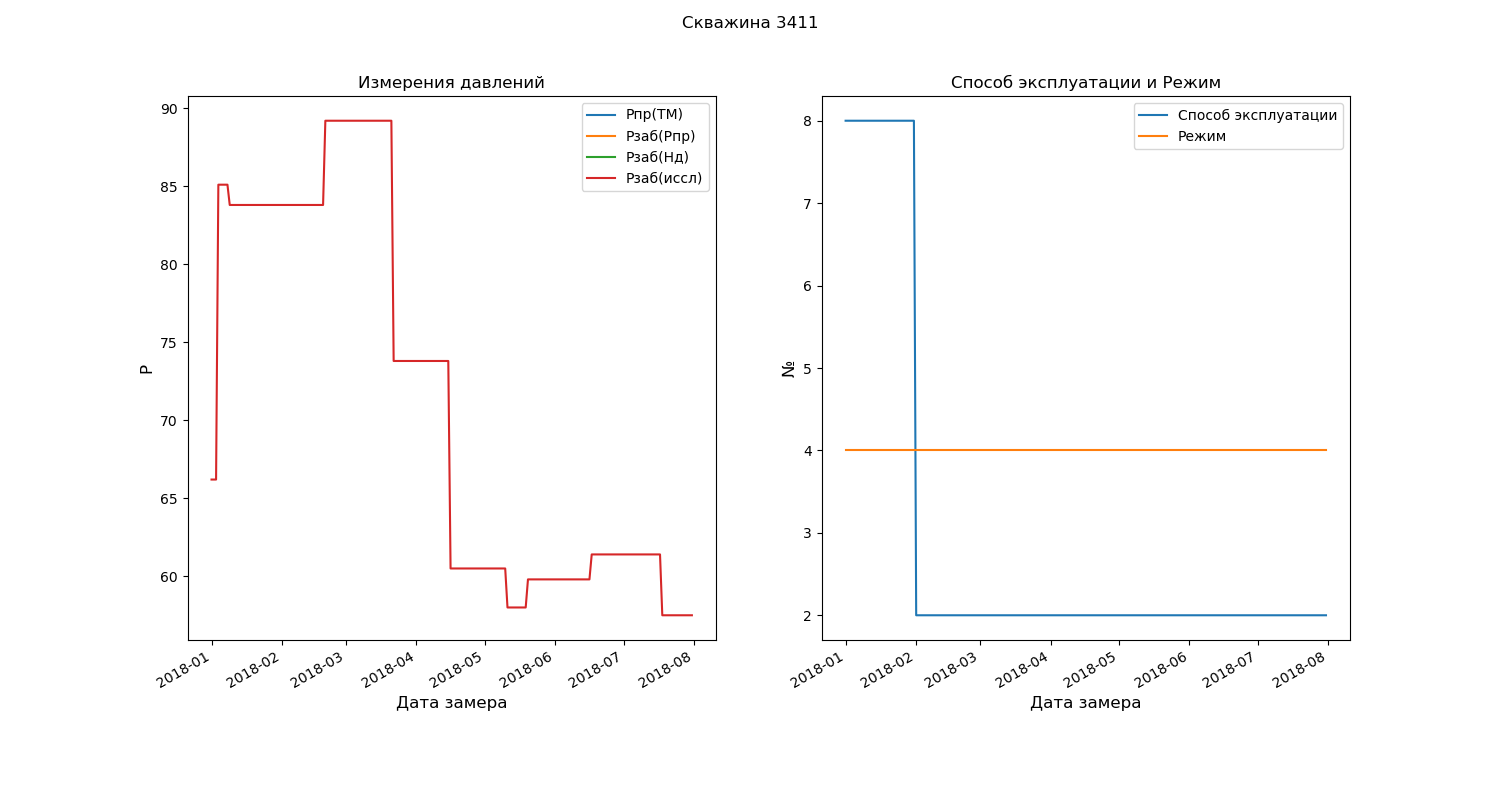 Скважина 3411
Измерения давлений
90
85
80
75
70
65
60
P
2018-01
2018-02
2018-03
2018-04
2018-05
2018-06
2018-07
2018-08
Дата замера
Рпр(ТМ)
Рзаб(Рпр)
Рзаб(Нд)
Рзаб(иссл)
Способ эксплуатации и Режим
8
7
6
5
4
3
2
№
2018-01
2018-02
2018-03
2018-04
2018-05
2018-06
2018-07
2018-08
Дата замера
Способ эксплуатации
Режим